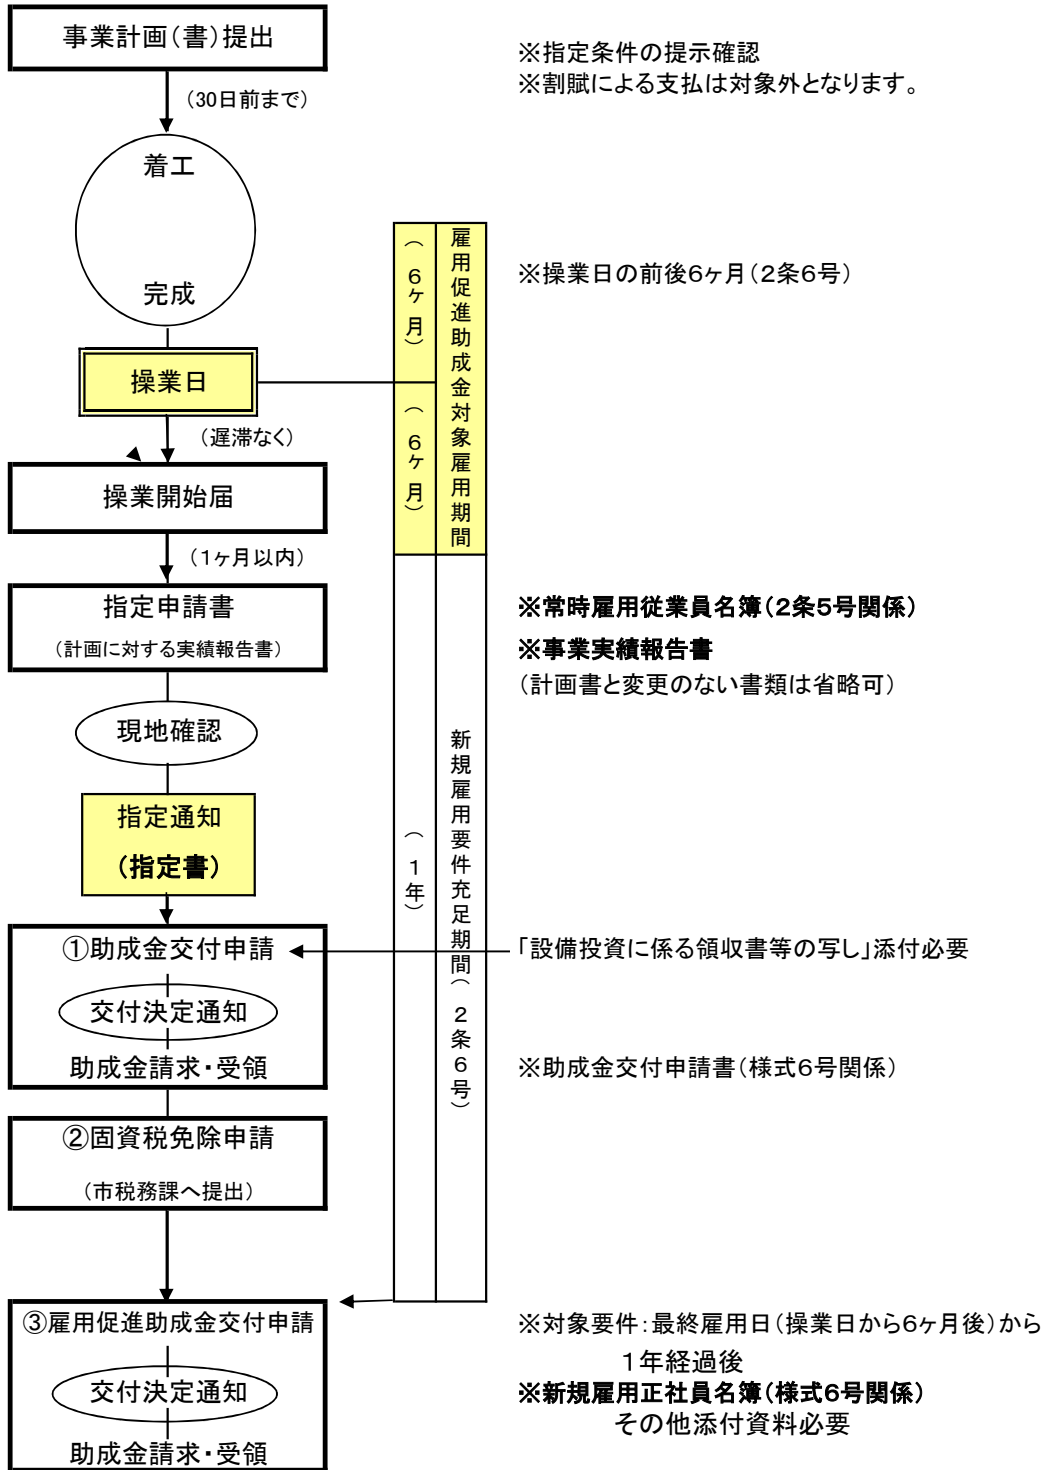 事業計画(書)提出
※指定条件の提示確認
※割賦による支払は対象外となります。
(30日前まで)
着工
完成
(6ヶ月)
雇用促進助成金対象雇用期間
※操業日の前後6ヶ月(2条6号)
操業日
(6ヶ月)
(遅滞なく)
操業開始届
(1ヶ月以内)
指定申請書
(計画に対する実績報告書)
※常時雇用従業員名簿(2条5号関係)
※事業実績報告書
(計画書と変更のない書類は省略可)
現地確認
(1年)
新規雇用要件充足期間(2条6号)
指定通知
(指定書)
①助成金交付申請
「設備投資に係る領収書等の写し」添付必要
交付決定通知
助成金請求・受領
※助成金交付申請書(様式6号関係)
②固資税免除申請
(市税務課へ提出)
③雇用促進助成金交付申請
※対象要件:最終雇用日(操業日から6ヶ月後)から
1年経過後
交付決定通知
※新規雇用正社員名簿(様式6号関係)
その他添付資料必要
助成金請求・受領